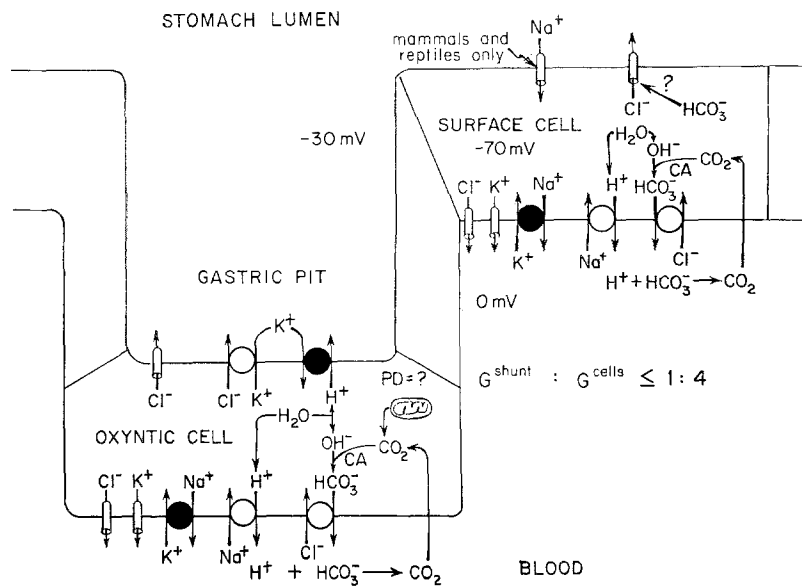 STOMACH LUMEN
Na⁺
mammals and
reptiles only
?
Cl⁻ HCO₃⁻
-30 mV
SURFACE CELL
-70 mV
H₂O
OH⁻
CA CO₂
Cl⁻ K⁺ Na⁺ H⁺ HCO₃⁻
K⁺ Na⁺ Cl⁻
H⁺ + HCO₃⁻ → CO₂
0 mV
GASTRIC PIT
K⁺
Cl⁻ Cl⁻ K⁺ H⁺
PD = ?
G^shunt : G^cells ≤ 1 : 4
H₂O
OXYNTIC CELL
OH⁻
CA CO₂
Cl⁻ K⁺ Na⁺ H⁺ HCO₃⁻
K⁺ Na⁺ Cl⁻
H⁺ + HCO₃⁻ → CO₂
BLOOD